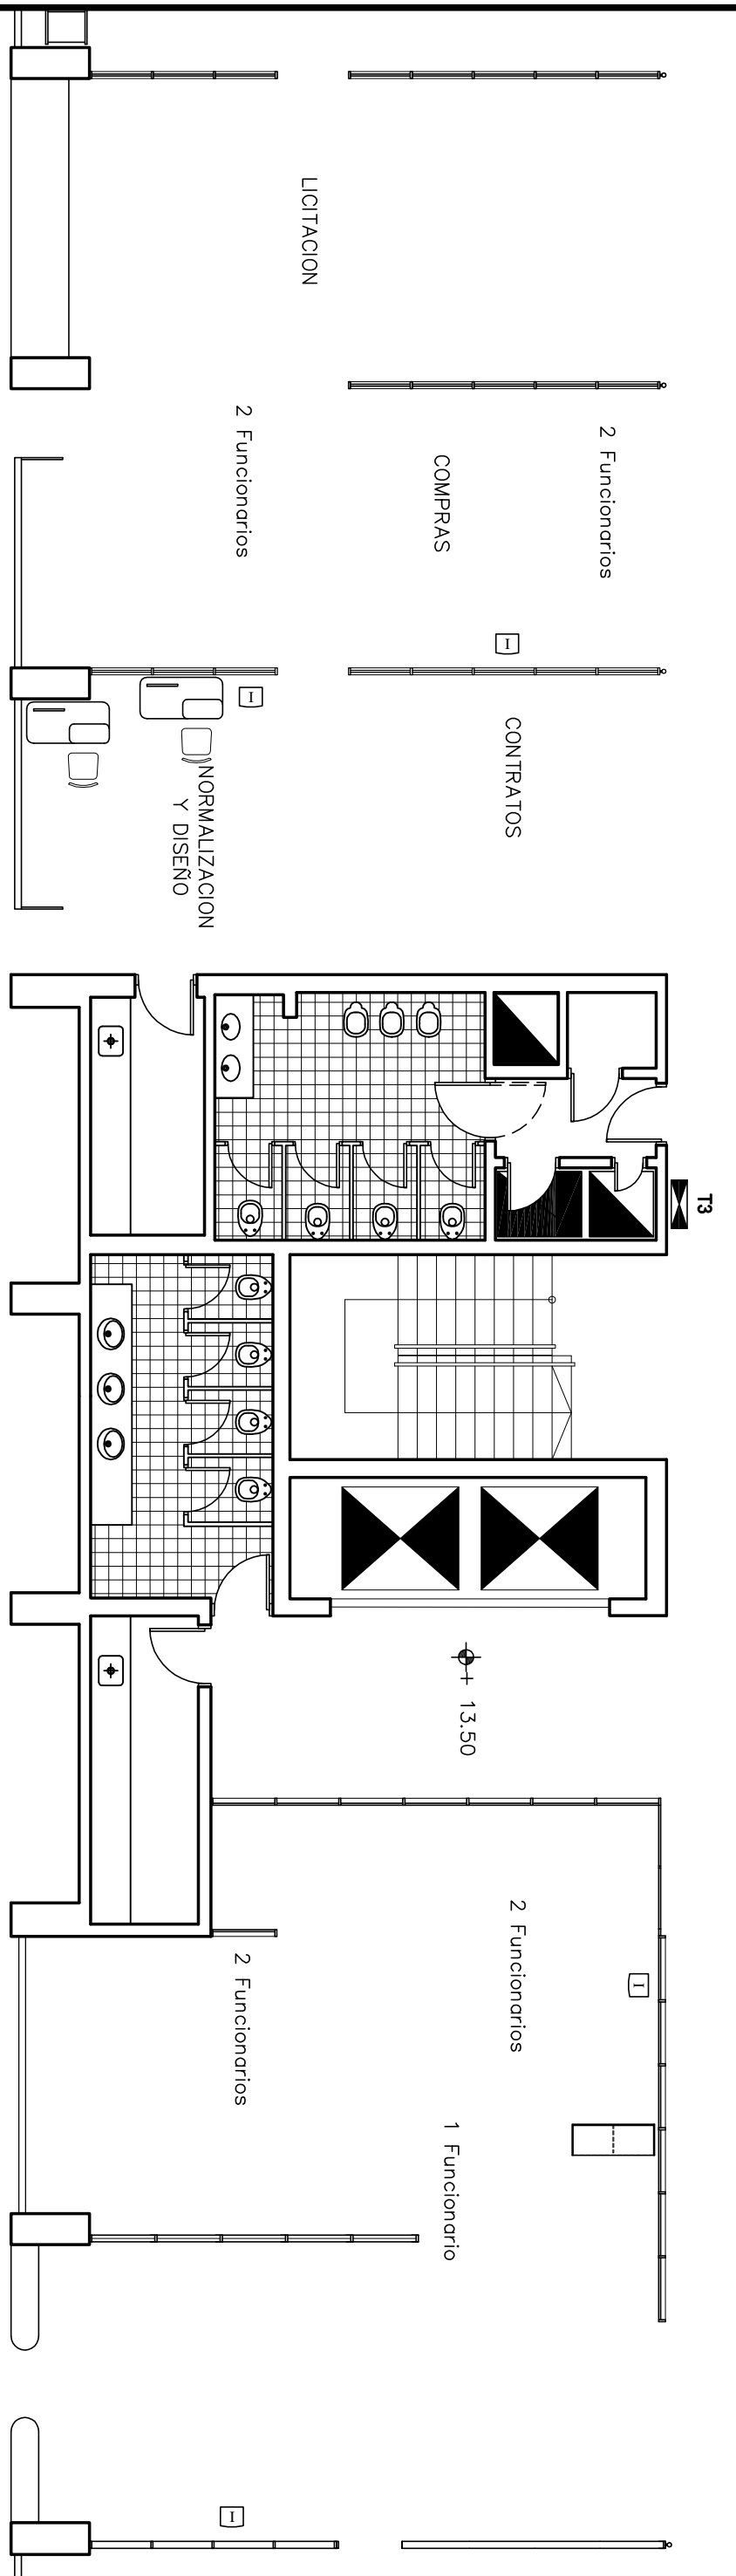 LICITACION
2 Funcionarios
COMPRAS
2 Funcionarios
I
I
CONTRATOS
NORMALIZACION
Y DISEÑO
T3
+ 13.50
2 Funcionarios
I
2 Funcionarios
1 Funcionario
I